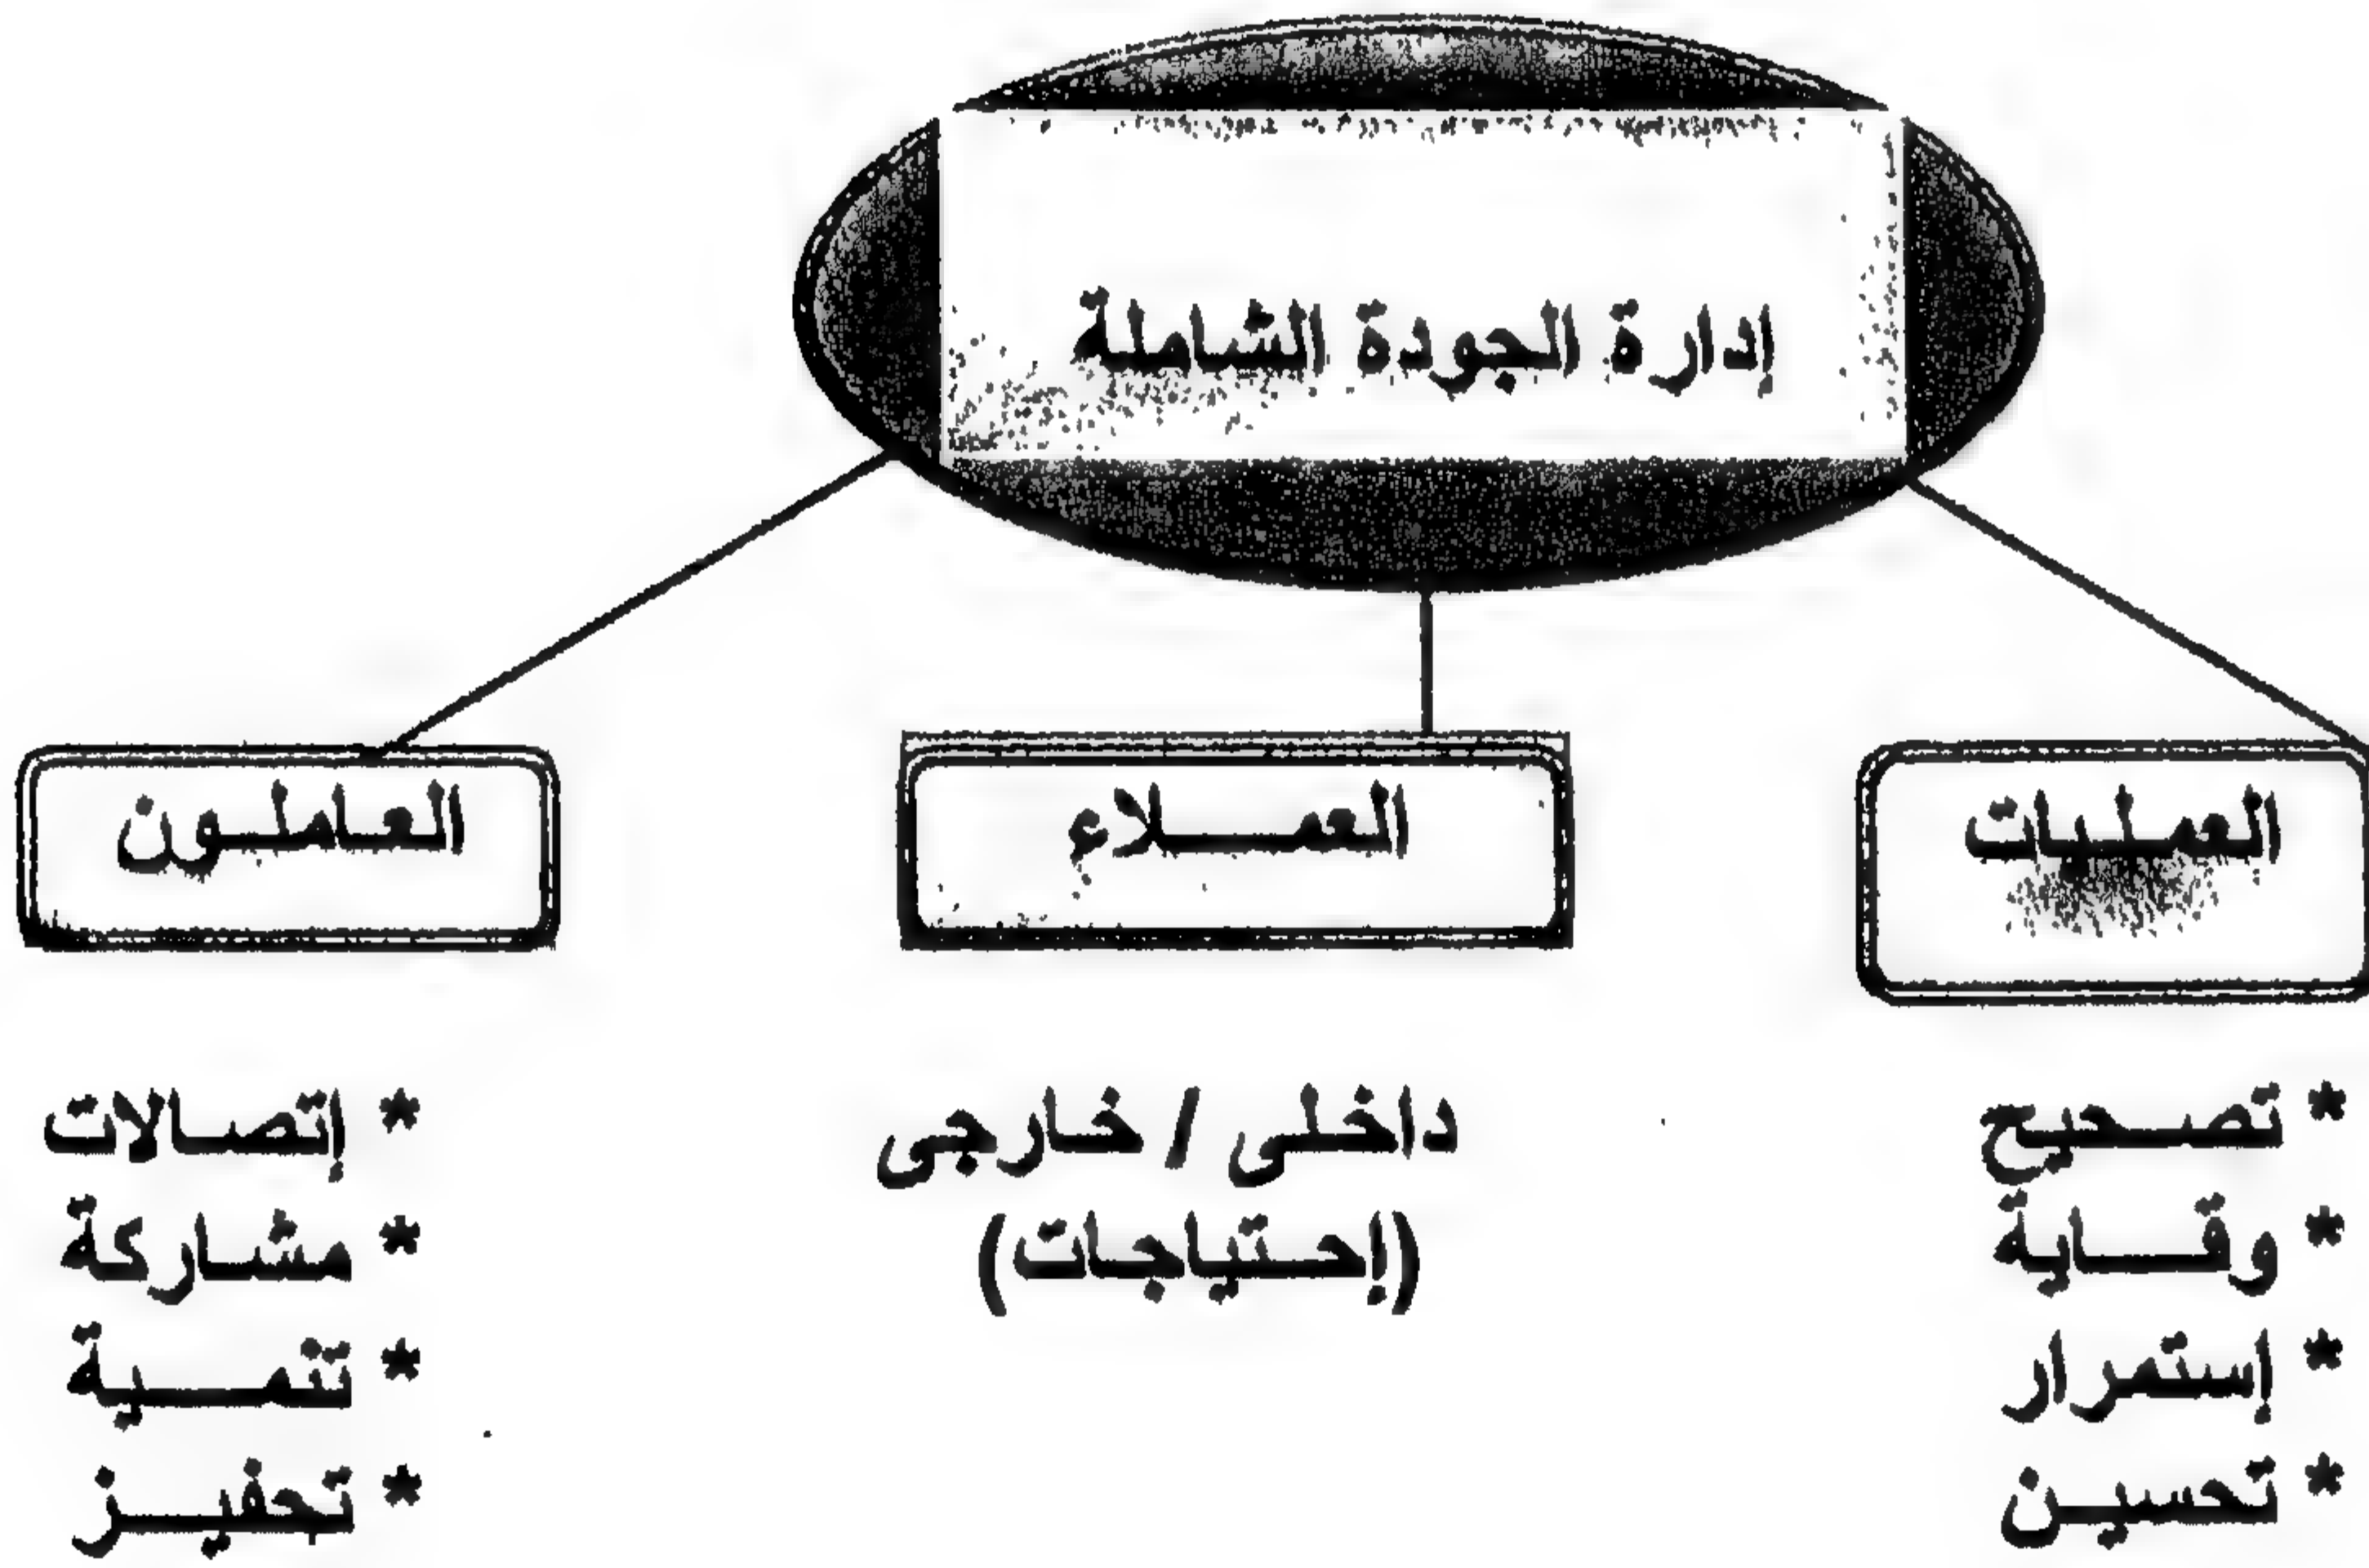 إدارة الجودة الشاملة
العمليات
* تصحيح
* وقاية
* إستمرار
* تحسين
العملاء
داخلى / خارجى
(إحتياجات)
العاملون
* إتصالات
* مشاركة
* تنمية
* تحفيز